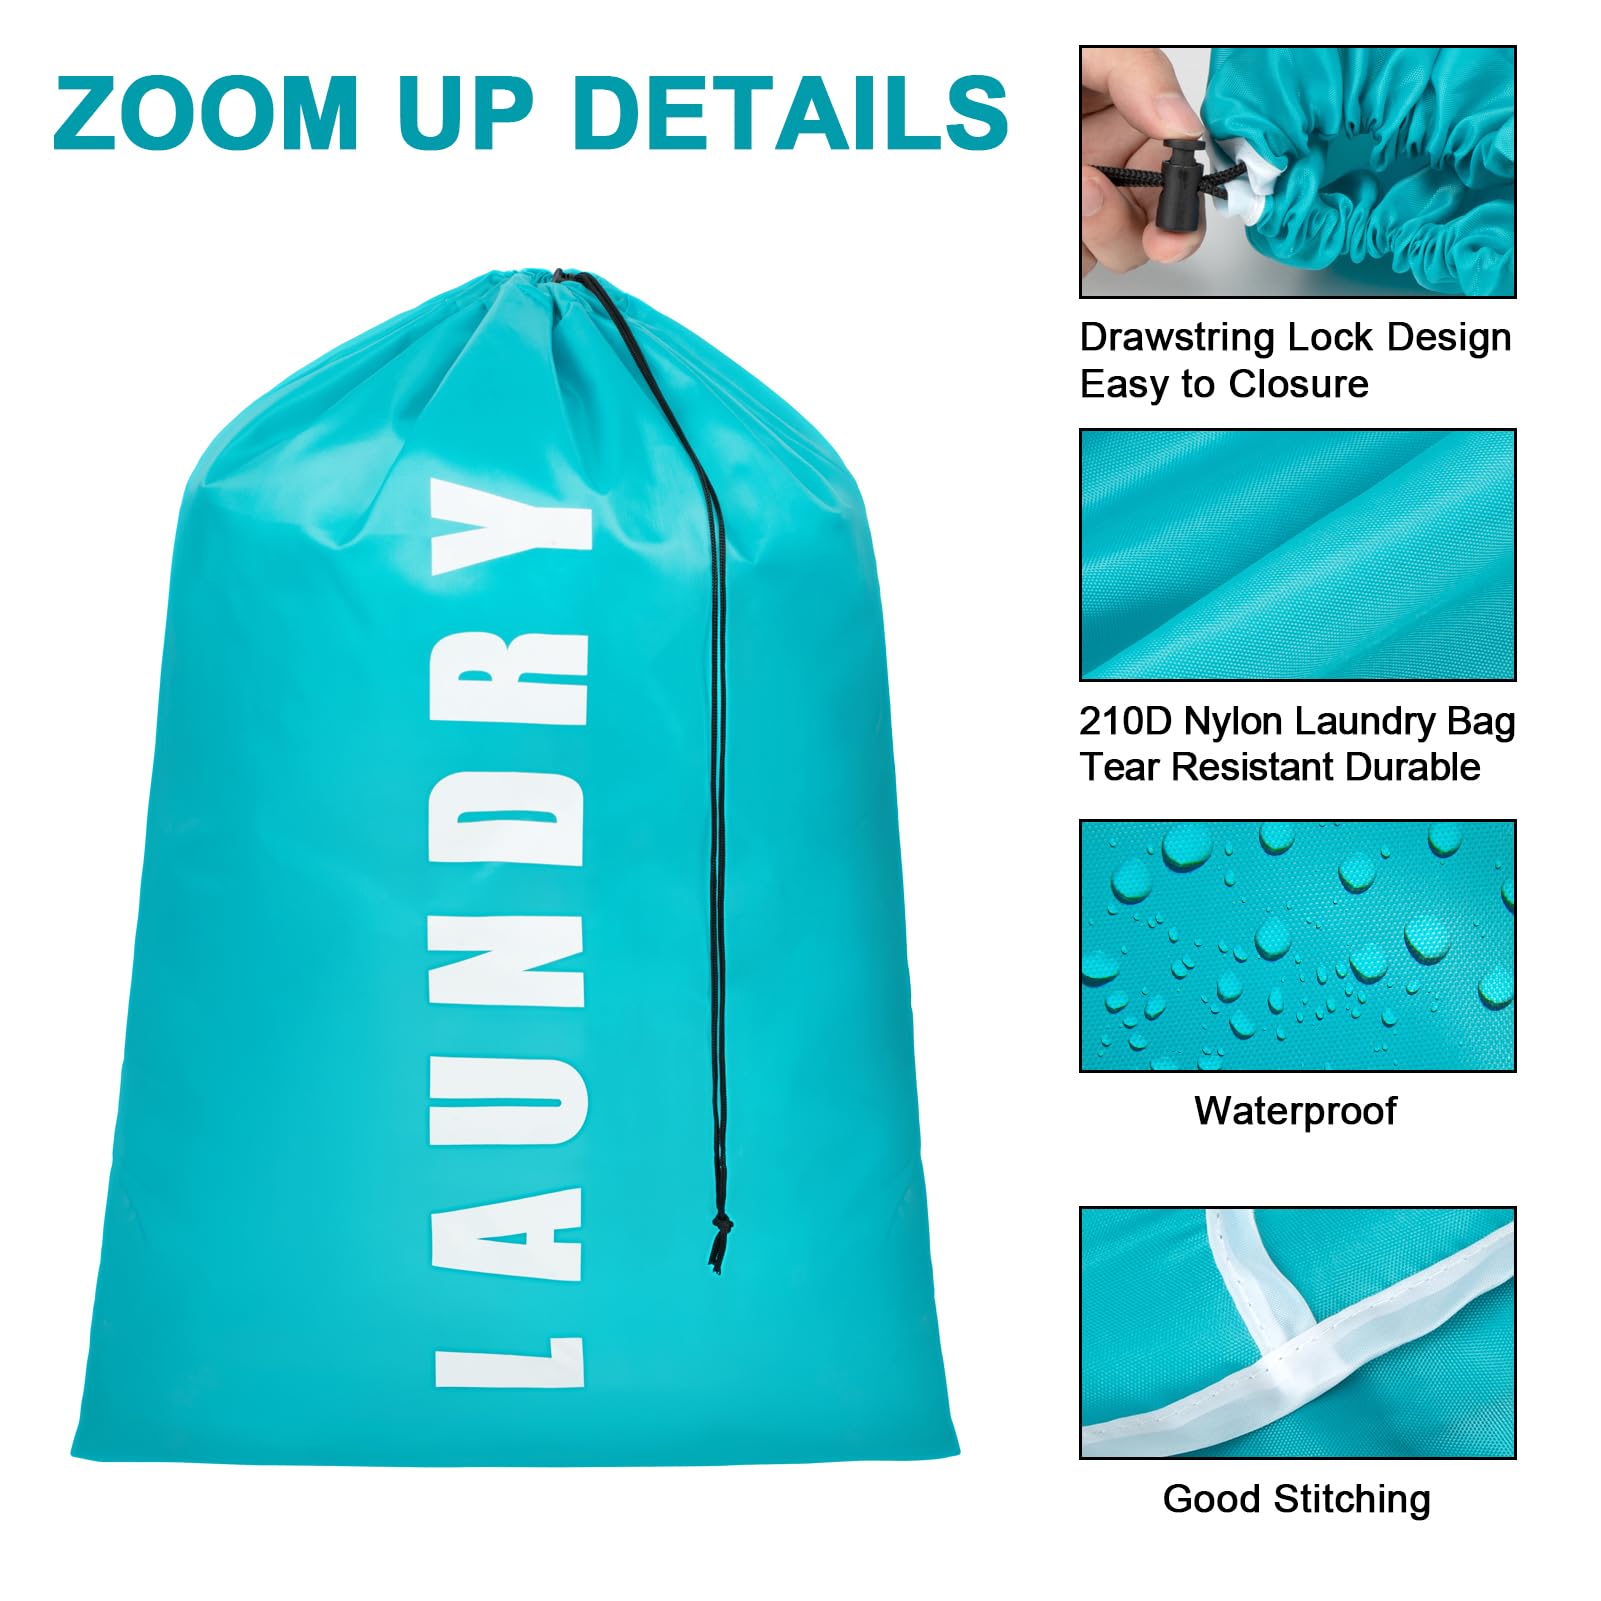 ZOOM UP DETAILS
LAUNDRY
Drawstring Lock Design
Easy to Closure
210D Nylon Laundry Bag
Tear Resistant Durable
Waterproof
Good Stitching